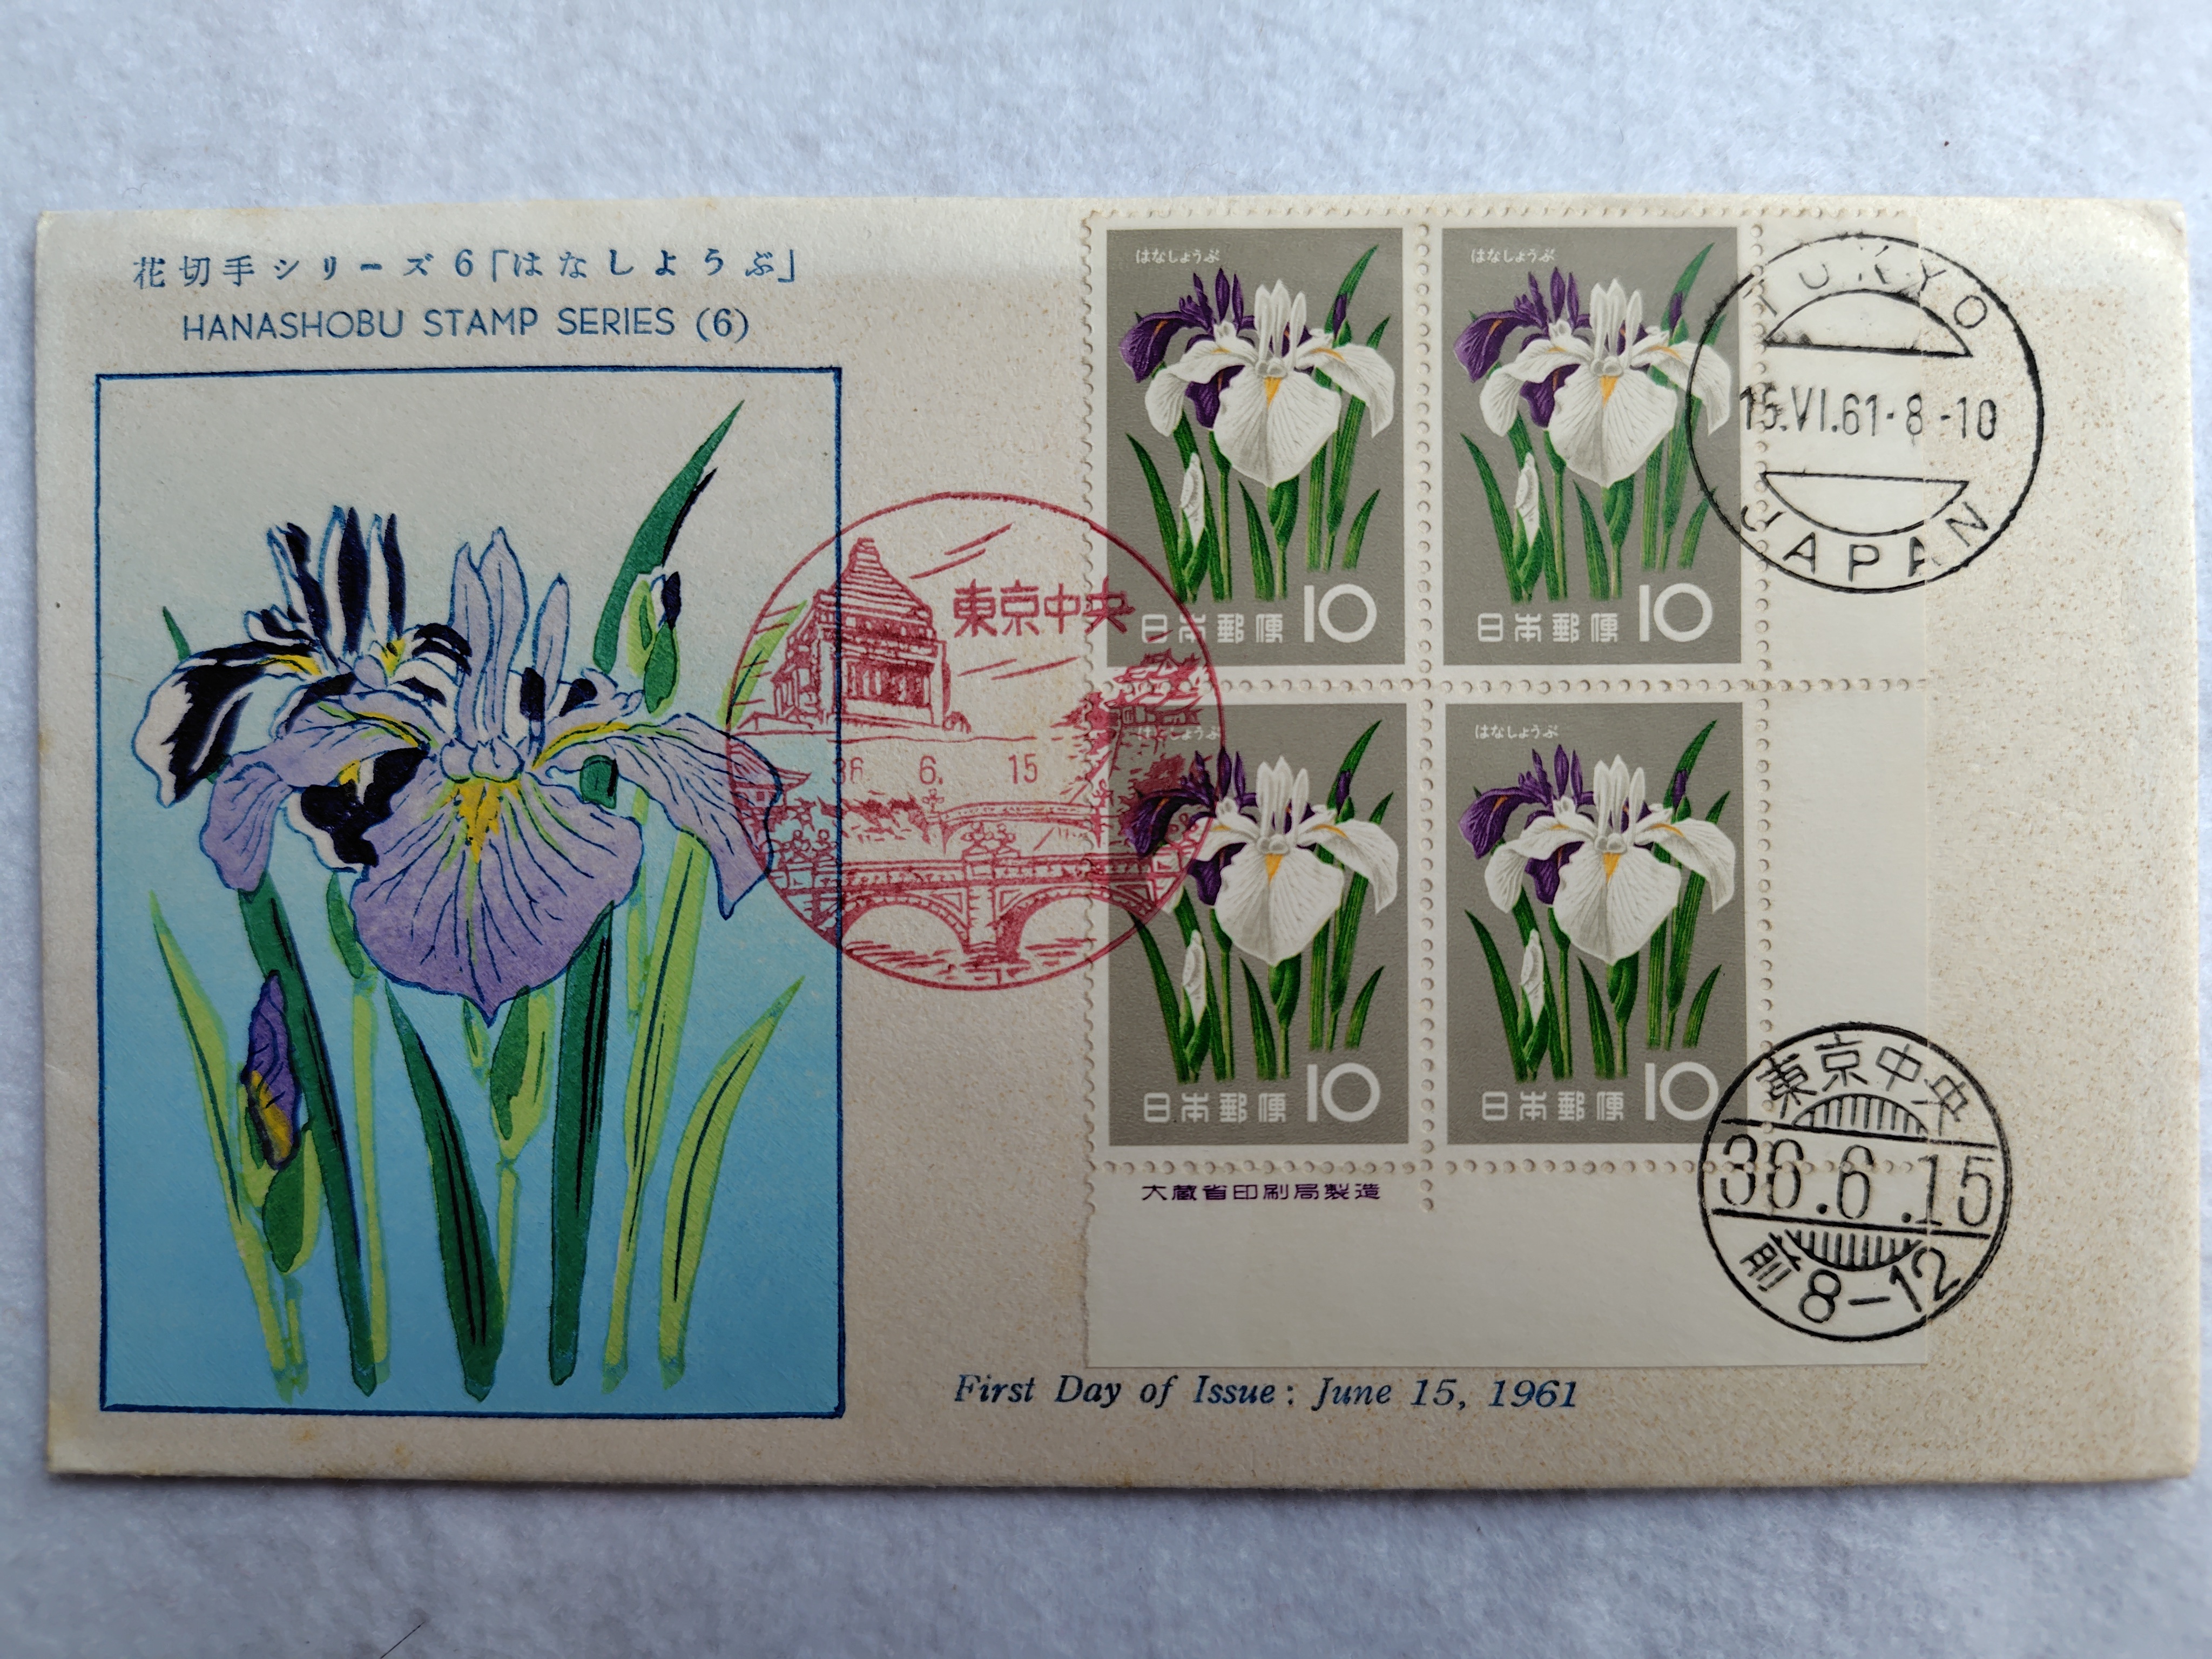 花切手シリーズ6「はなしようぶ」
HANASHOBU STAMP SERIES (6)
はなしょうぶ
日本郵便 10
はなしょうぶ
日本郵便 10
はなしょうぶ
日本郵便 10
はなしょうぶ
日本郵便 10
大蔵省印刷局製造
東京中央
36. 6. 15
TOKYO
15.VI.61-8-10
JAPAN
東京中央
36.6.15
前8-12
First Day of Issue: June 15, 1961